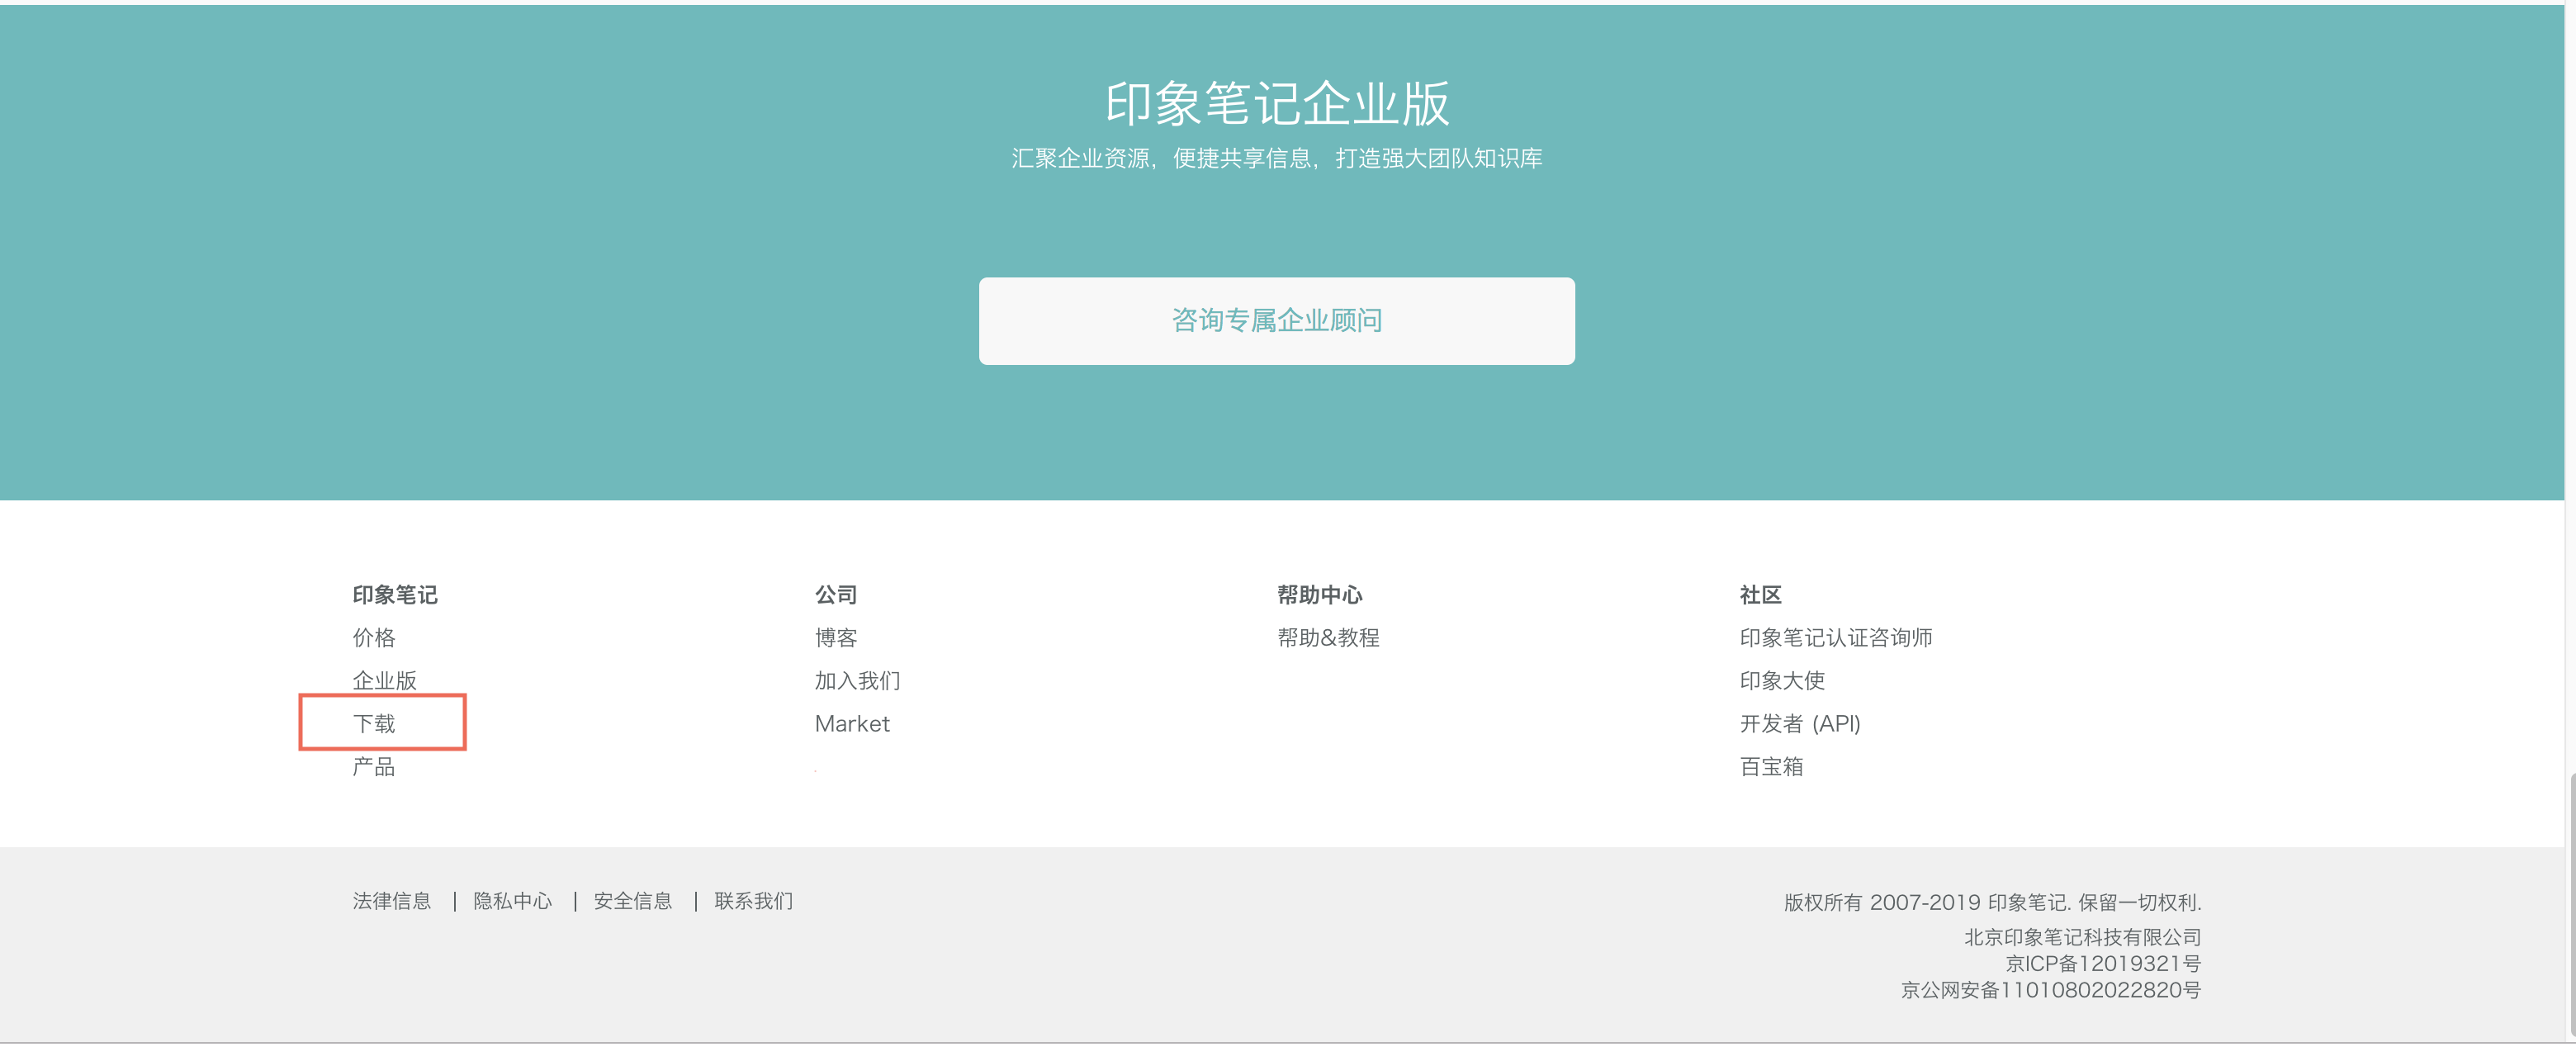 印象笔记企业版
汇聚企业资源，便捷共享信息，打造强大团队知识库
咨询专属企业顾问
印象笔记
价格
企业版
下载
产品
公司
博客
加入我们
Market
帮助中心
帮助&教程
社区
印象笔记认证咨询师
印象大使
开发者 (API)
百宝箱
法律信息 | 隐私中心 | 安全信息 | 联系我们
版权所有 2007-2019 印象笔记. 保留一切权利.
北京印象笔记科技有限公司
京ICP备12019321号
京公网安备11010802022820号